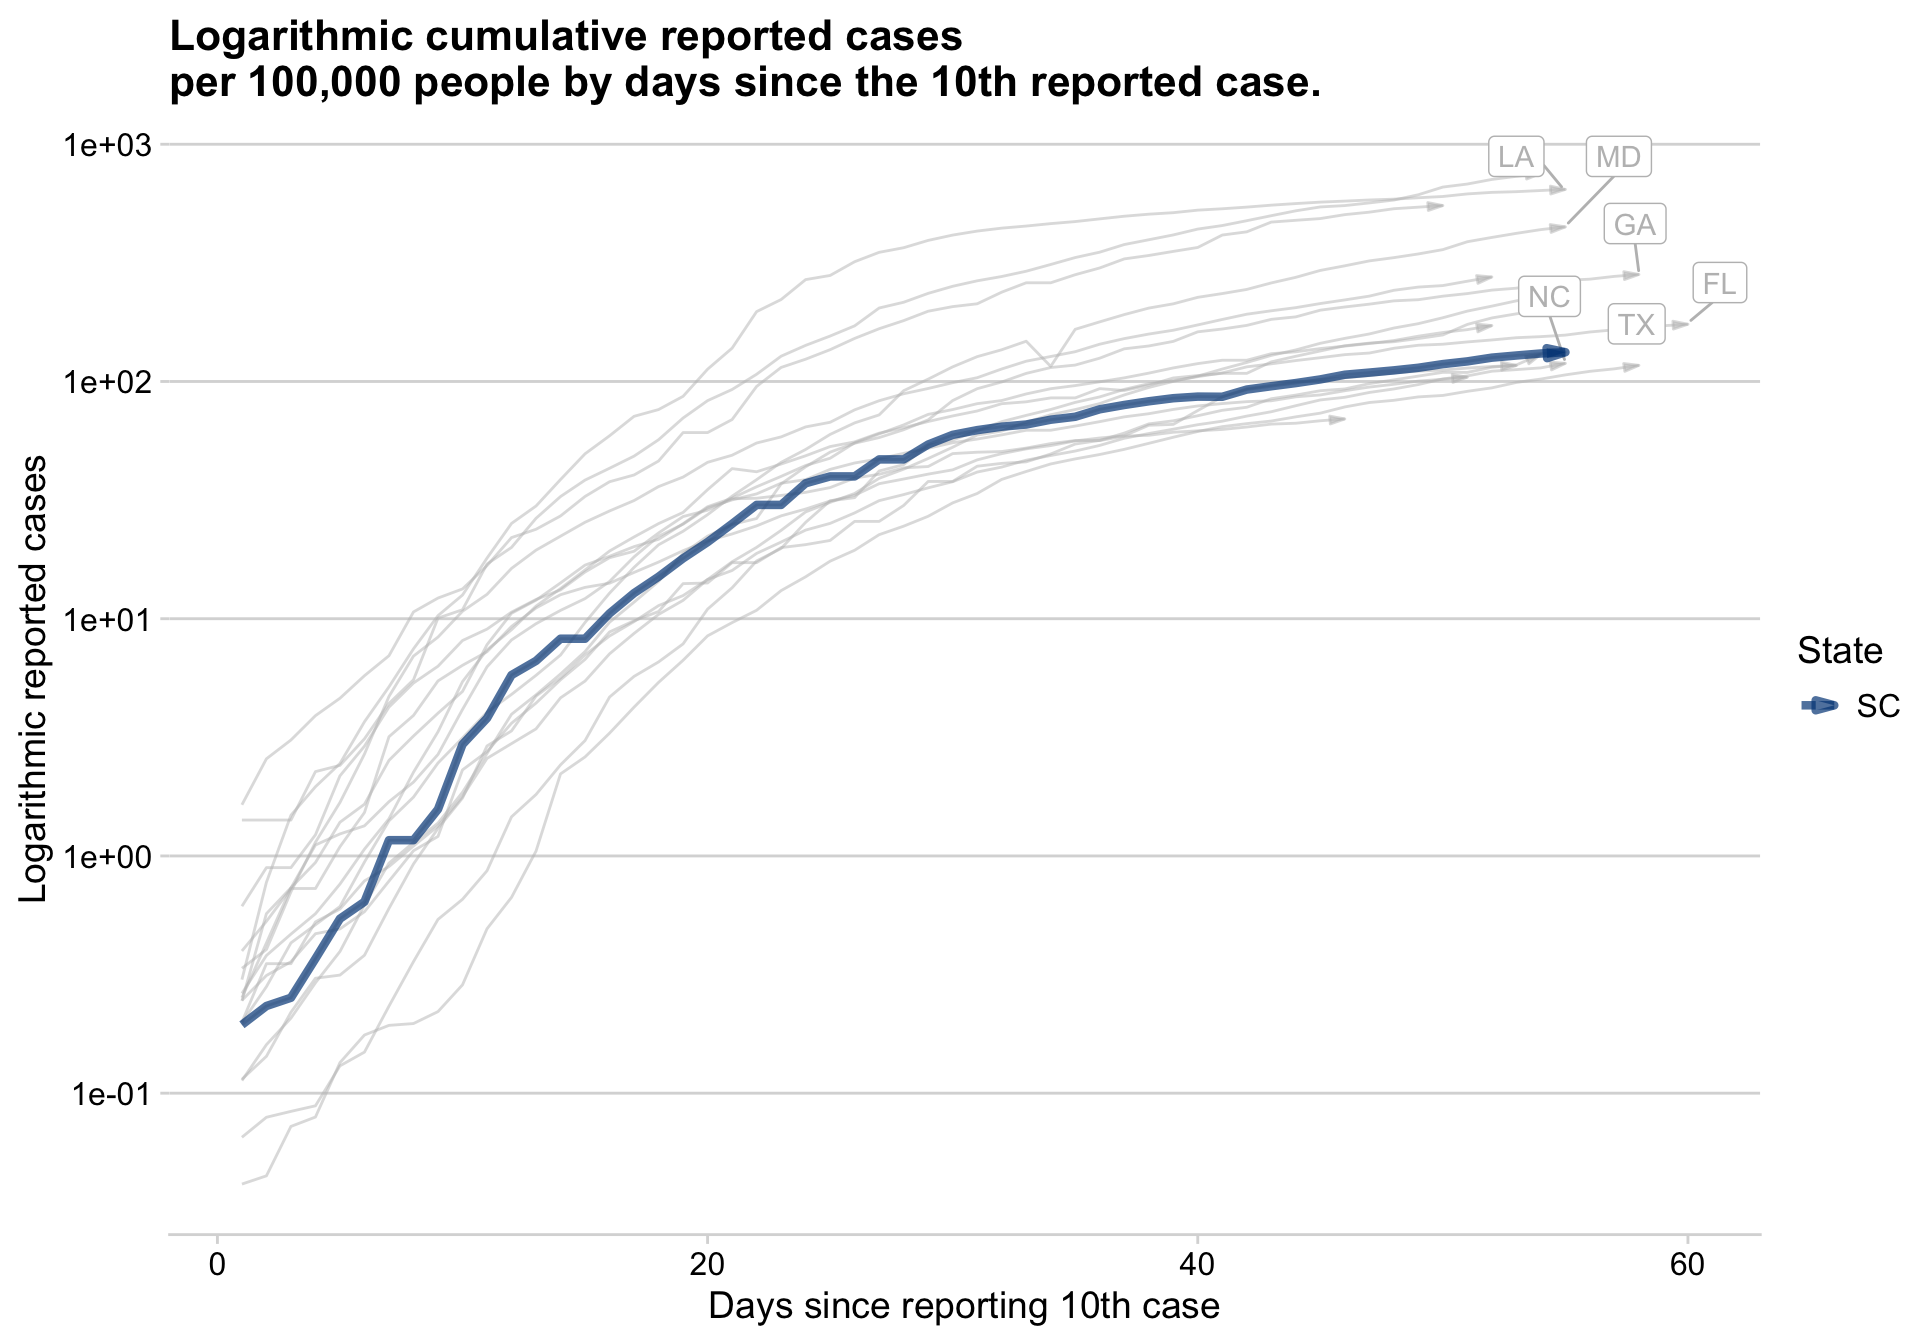 Logarithmic cumulative reported cases
per 100,000 people by days since the 10th reported case.
1e+03
1e+02
1e+01
1e+00
1e-01
Logarithmic reported cases
LA
MD
GA
FL
NC
TX
State
SC
0
20
40
60
Days since reporting 10th case